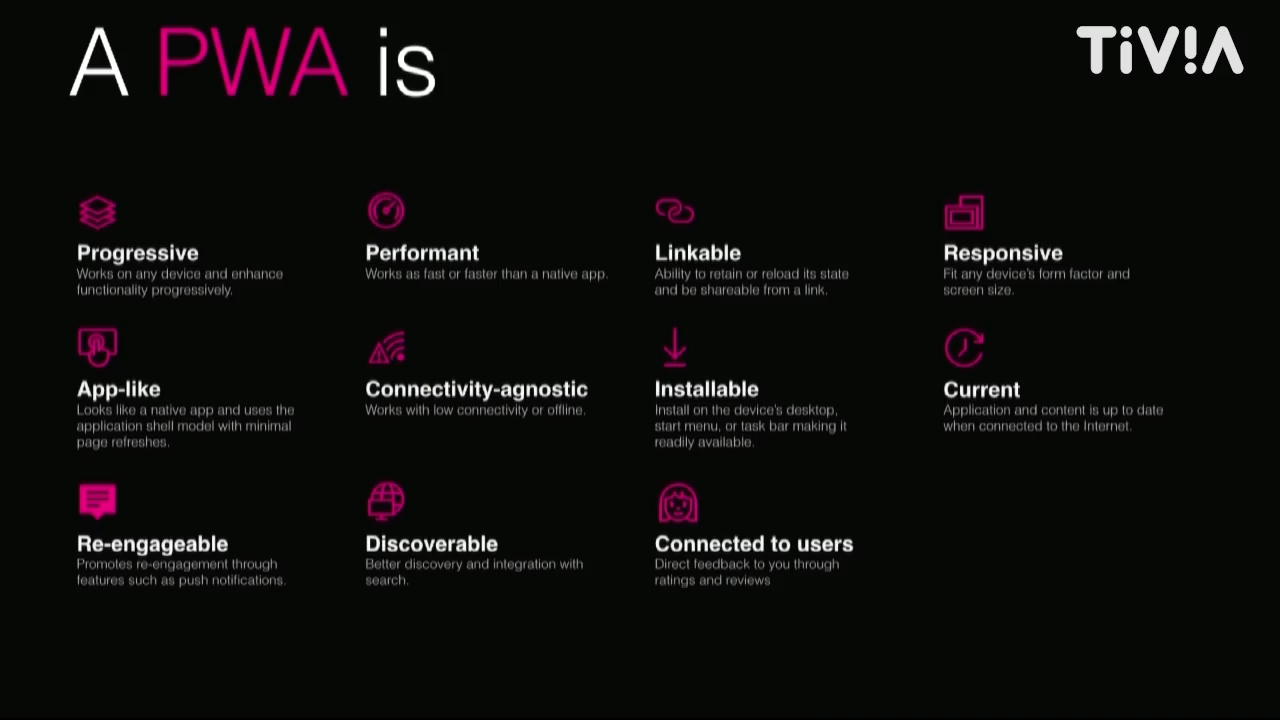 A PWA is
TiV!A
Progressive
Works on any device and enhance
functionality progressively.
Performant
Works as fast or faster than a native app.
Linkable
Ability to retain or reload its state
and be shareable from a link.
Responsive
Fit any device's form factor and
screen size.
App-like
Looks like a native app and uses the
application shell model with minimal
page refreshes.
Connectivity-agnostic
Works with low connectivity or offline.
Installable
Install on the device's desktop,
start menu, or task bar making it
readily available.
Current
Application and content is up to date
when connected to the Internet.
Re-engageable
Promotes re-engagement through
features such as push notifications.
Discoverable
Better discovery and integration with
search.
Connected to users
Direct feedback to you through
ratings and reviews